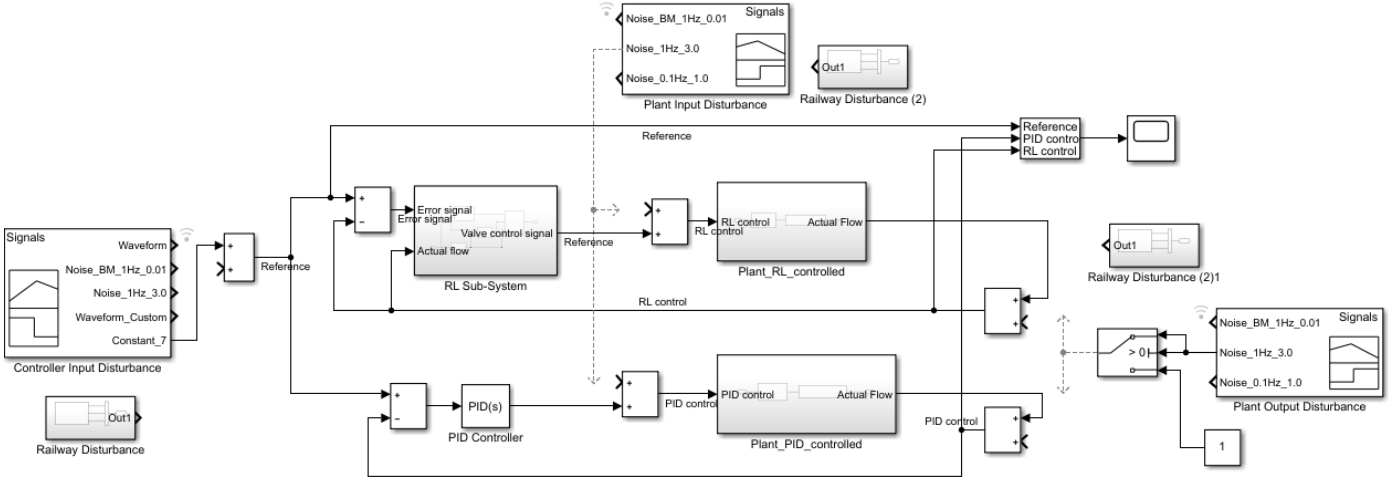 Signals
Noise_BM_1Hz_0.01
Noise_1Hz_3.0
Noise_0.1Hz_1.0
Plant Input Disturbance
Out1
Railway Disturbance (2)
Reference
Reference
PID contro
RL control
+
−
Error signal
Error signal
Valve control signal
Actual flow
RL Sub-System
Reference
+
+
RL control
RL control
Actual Flow
Plant_RL_controlled
Out1
Railway Disturbance (2)1
Signals
Waveform
Noise_BM_1Hz_0.01
Noise_1Hz_3.0
Waveform_Custom
Constant_7
Controller Input Disturbance
+
+
Reference
RL control
+
+
Signals
Noise_BM_1Hz_0.01
Noise_1Hz_3.0
Noise_0.1Hz_1.0
Plant Output Disturbance
> 0
1
Out1
Railway Disturbance
+
−
PID(s)
PID Controller
+
+
PID control
PID control
Actual Flow
Plant_PID_controlled
PID control
+
+